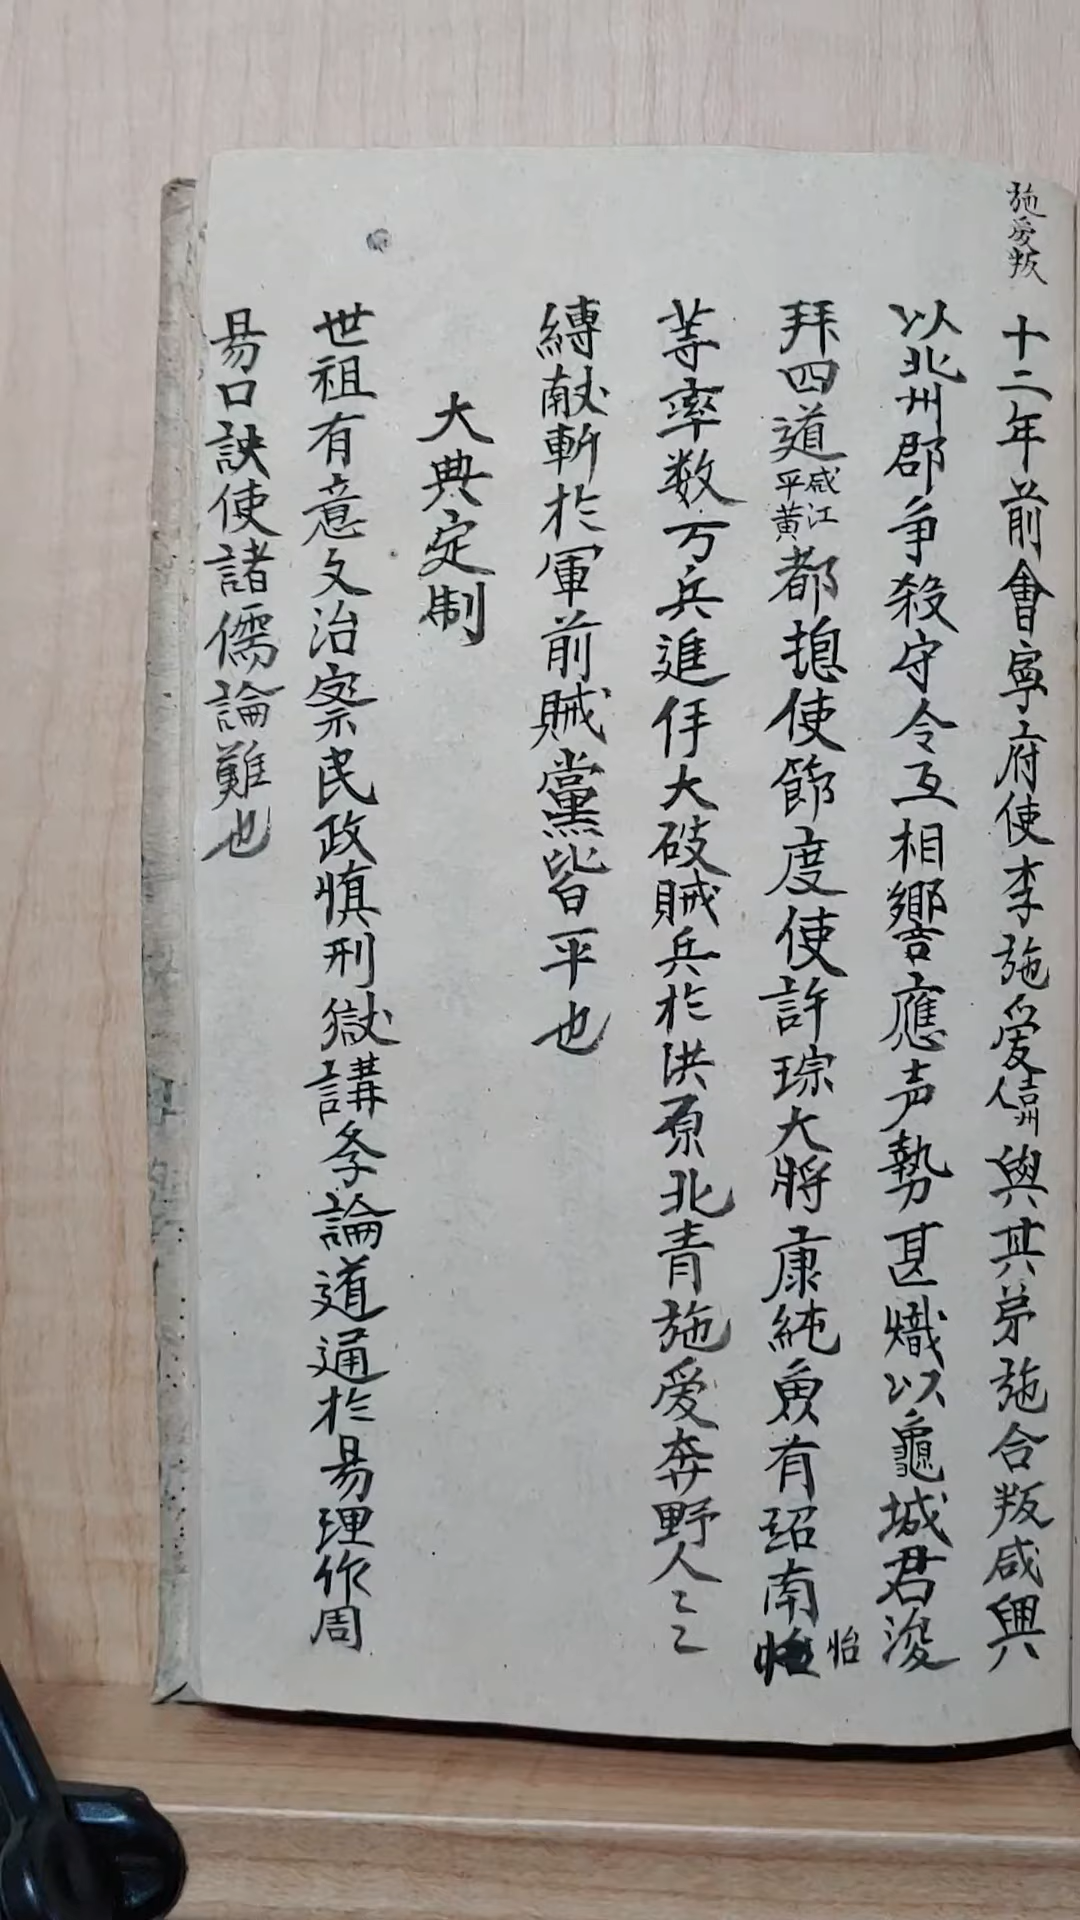 施愛叛
十二年前會寧府使李施愛吉州人與其弟施合叛咸興
以北州郡争殺守令互相響應声勢甚熾以龜城君浚
拜四道咸江平黃都摠使節度使許琮大将康純魚有沼南怡怡
等率数万兵進伐大破賊兵於洪原北青施愛奔野人〻〻
縛献斬於軍前賊黨皆平也
大典定制
世祖有意文治察民政慎刑獄講孝論道通於易理作周
易口訣使諸儒論難也